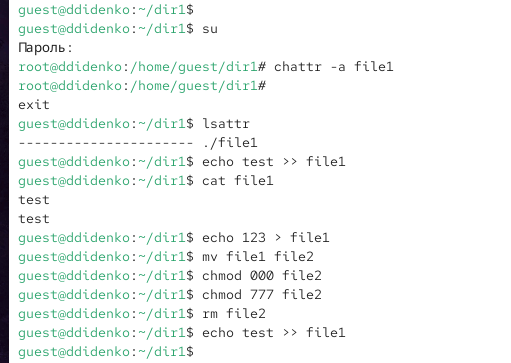 guest@ddidenko:~/dir1$
guest@ddidenko:~/dir1$ su
Пароль:
root@ddidenko:/home/guest/dir1# chattr -a file1
root@ddidenko:/home/guest/dir1#
exit
guest@ddidenko:~/dir1$ lsattr
---------------------- ./file1
guest@ddidenko:~/dir1$ echo test >> file1
guest@ddidenko:~/dir1$ cat file1
test
test
guest@ddidenko:~/dir1$ echo 123 > file1
guest@ddidenko:~/dir1$ mv file1 file2
guest@ddidenko:~/dir1$ chmod 000 file2
guest@ddidenko:~/dir1$ chmod 777 file2
guest@ddidenko:~/dir1$ rm file2
guest@ddidenko:~/dir1$ echo test >> file1
guest@ddidenko:~/dir1$